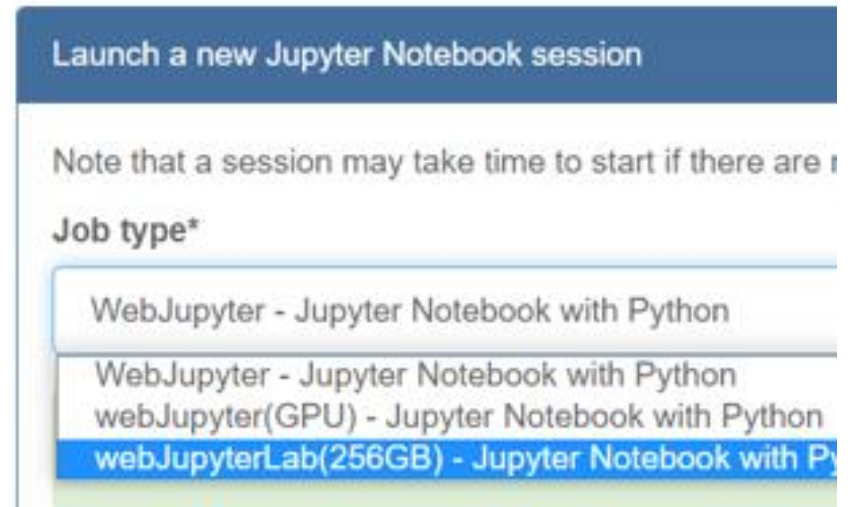 Launch a new Jupyter Notebook session
Note that a session may take time to start if there are
Job type*
WebJupyter - Jupyter Notebook with Python
WebJupyter - Jupyter Notebook with Python
webJupyter(GPU) - Jupyter Notebook with Python
webJupyterLab(256GB) - Jupyter Notebook with Py